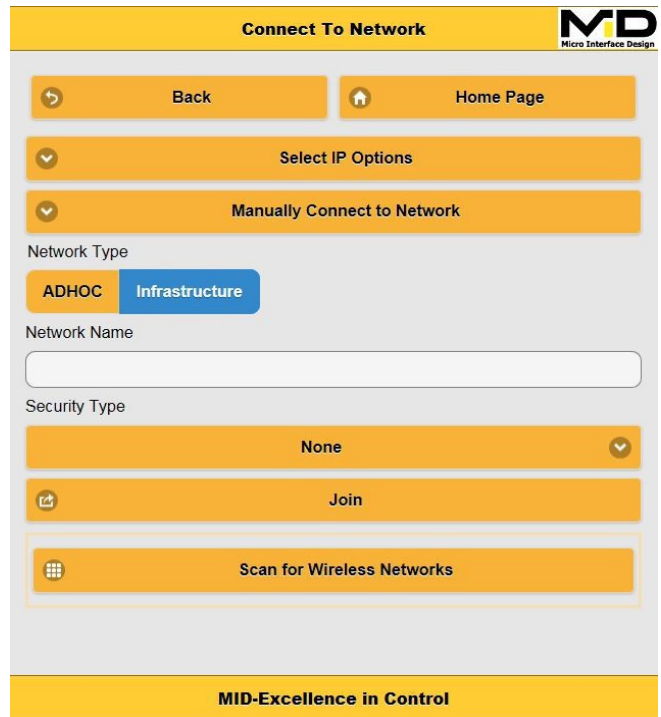 Connect To Network
MiD
Micro Interface Design
Back
Home Page
Select IP Options
Manually Connect to Network
Network Type
ADHOC
Infrastructure
Network Name
Security Type
None
Join
Scan for Wireless Networks
MID-Excellence in Control